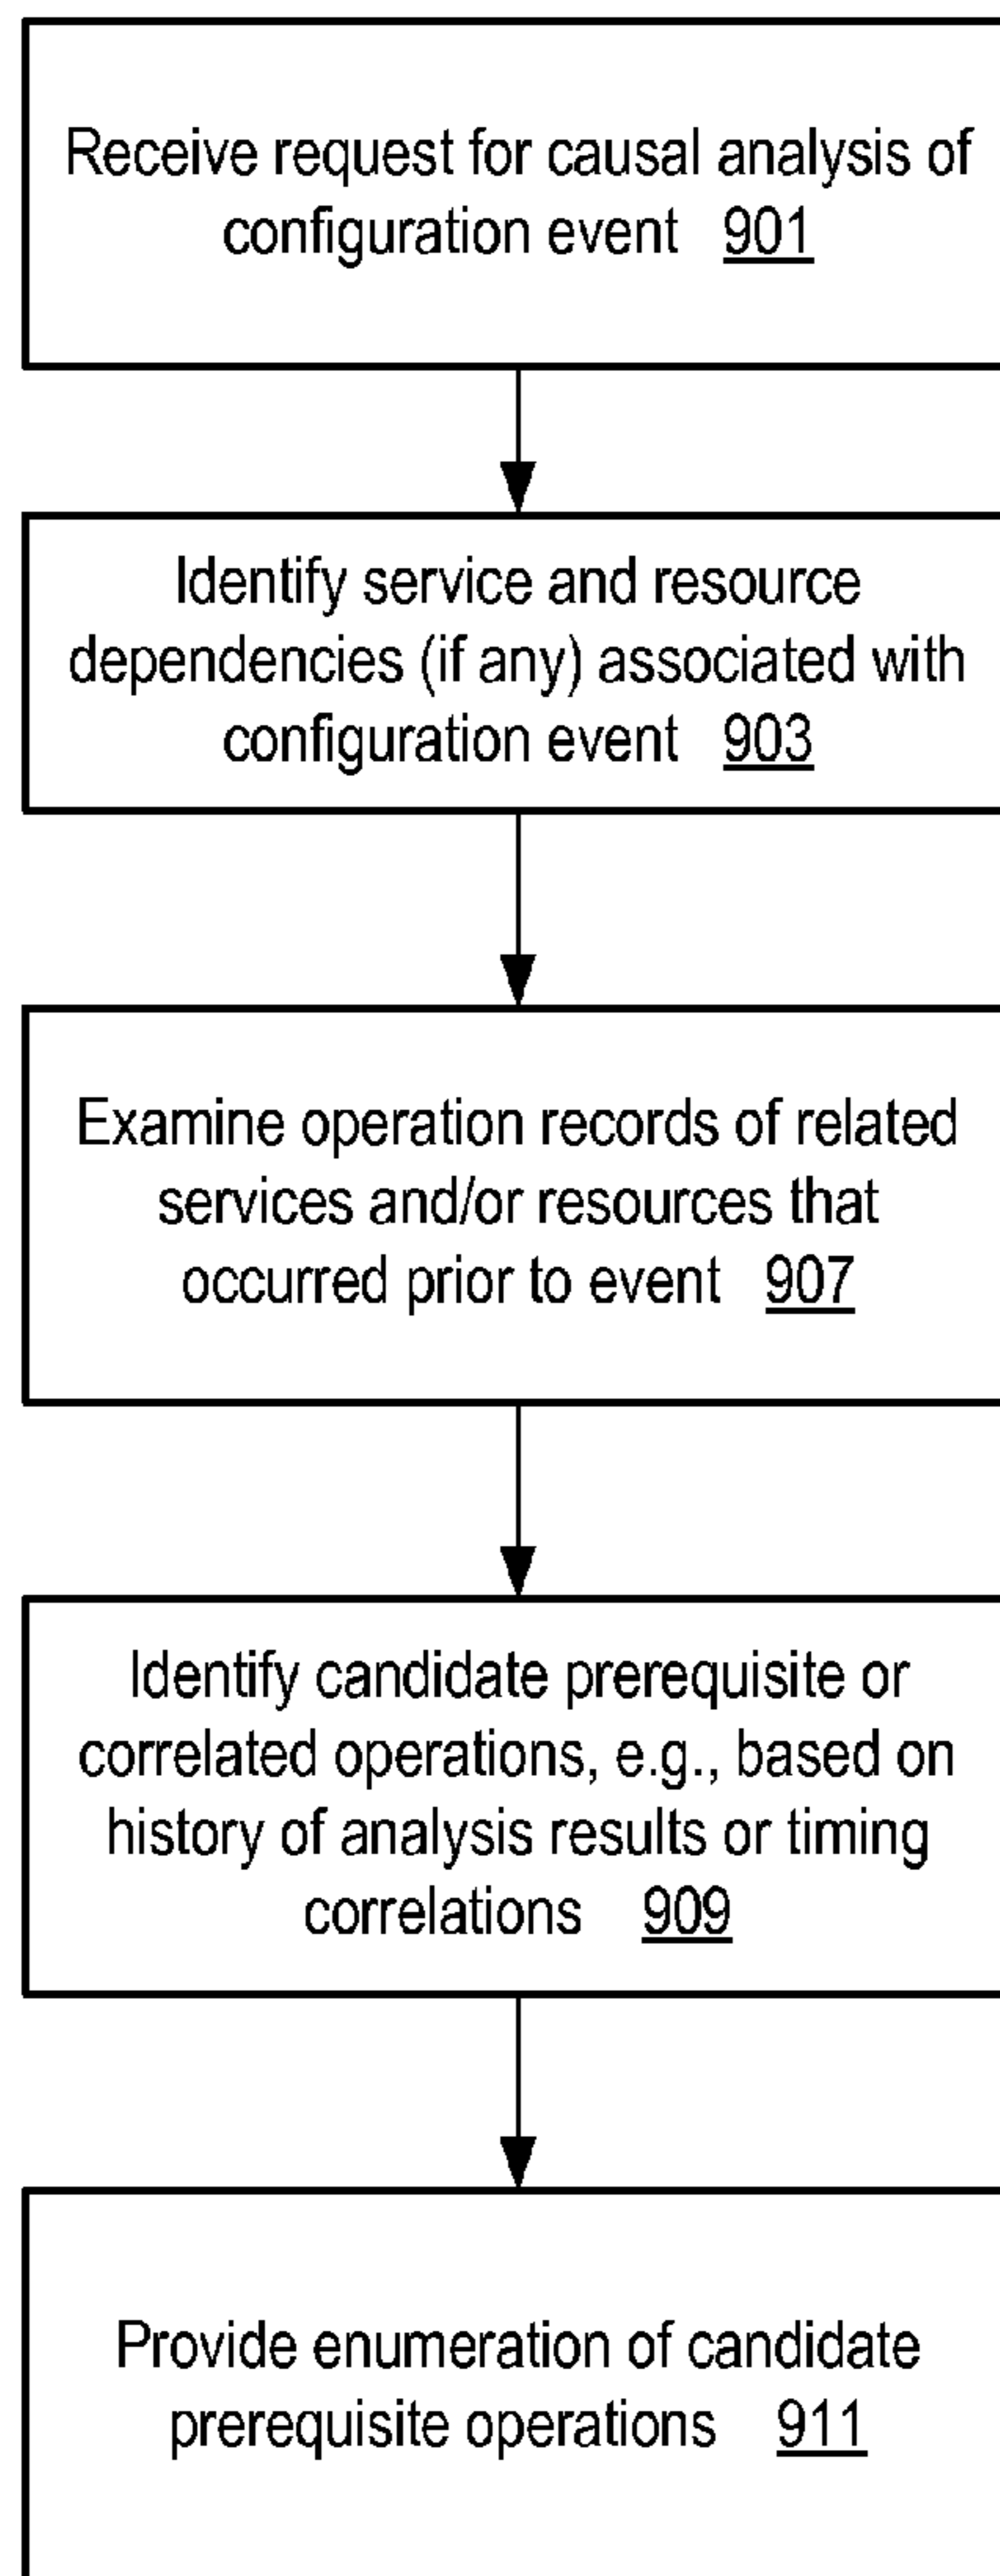 Receive request for causal analysis of
configuration event 901
Identify service and resource
dependencies (if any) associated with
configuration event 903
Examine operation records of related
services and/or resources that
occurred prior to event 907
Identify candidate prerequisite or
correlated operations, e.g., based on
history of analysis results or timing
correlations 909
Provide enumeration of candidate
prerequisite operations 911